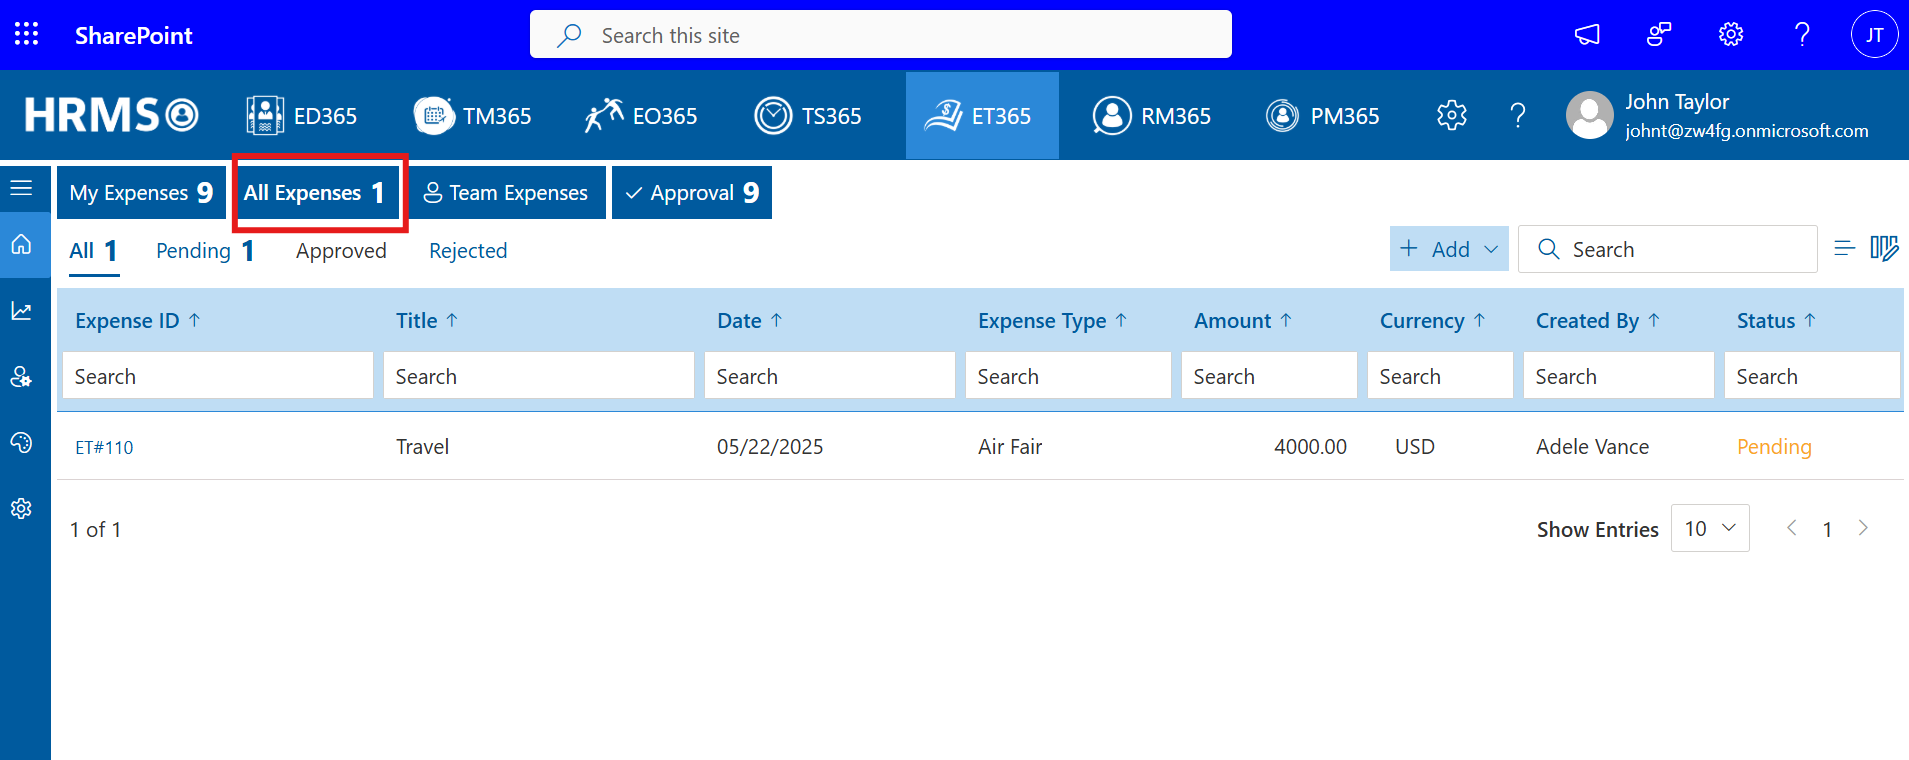 SharePoint
Search this site
JT
HRMS
ED365
TM365
EO365
TS365
ET365
RM365
PM365
John Taylor
johnt@zw4fg.onmicrosoft.com
My Expenses 9
All Expenses 1
Team Expenses
Approval 9
All 1
Pending 1
Approved
Rejected
Add
Search
Expense ID Title Date Expense Type Amount Currency Created By Status
Search Search Search Search Search Search Search Search
ET#110 Travel 05/22/2025 Air Fair 4000.00 USD Adele Vance Pending
1 of 1
Show Entries 10 1